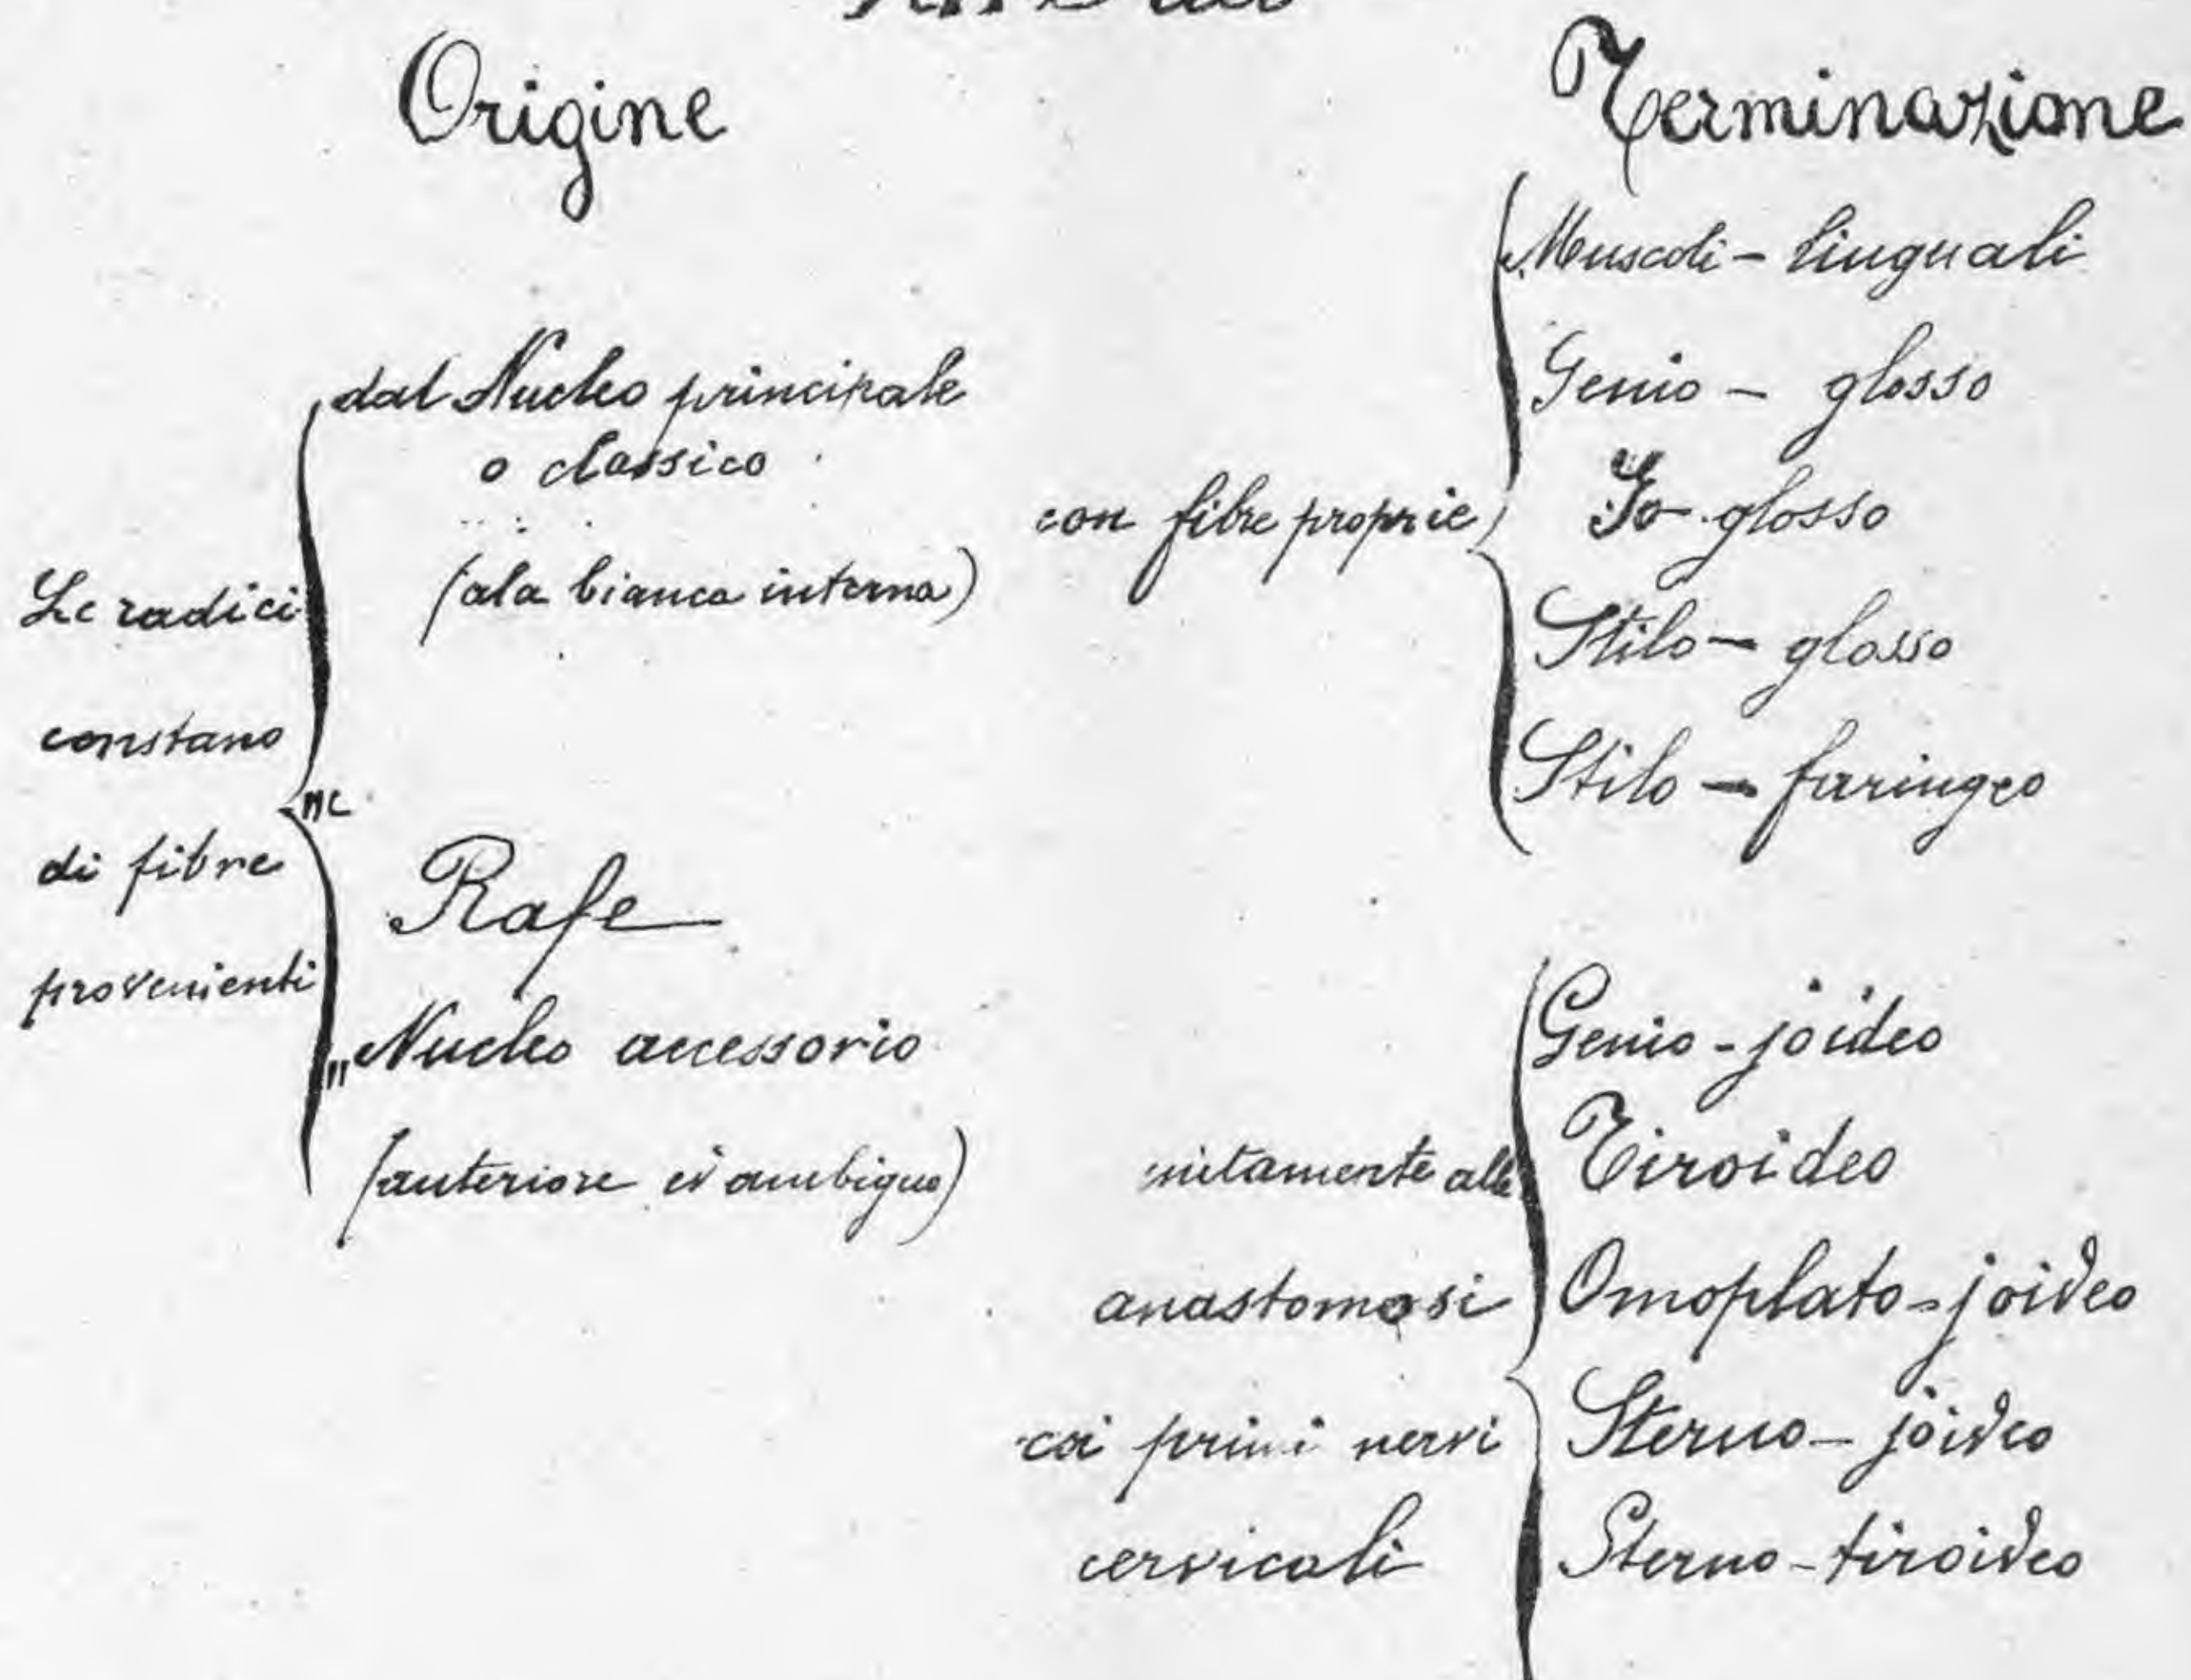 Origine
Le radici
constano
di fibre
provenienti
dal Nucleo principale
o classico
(ala bianca interna)
Rafe
" Nucleo accessorio
(anteriore ed ambiguo)
Terminazione
con fibre proprie
Muscoli - linguali
Genio - glosso
Io - glosso
Stilo - glosso
Stilo - faringeo
unitamente alle
anastomosi
coi primi nervi
cervicali
Genio - joideo
Tiroideo
Omoplato - joideo
Sterno - joideo
Sterno - tiroideo